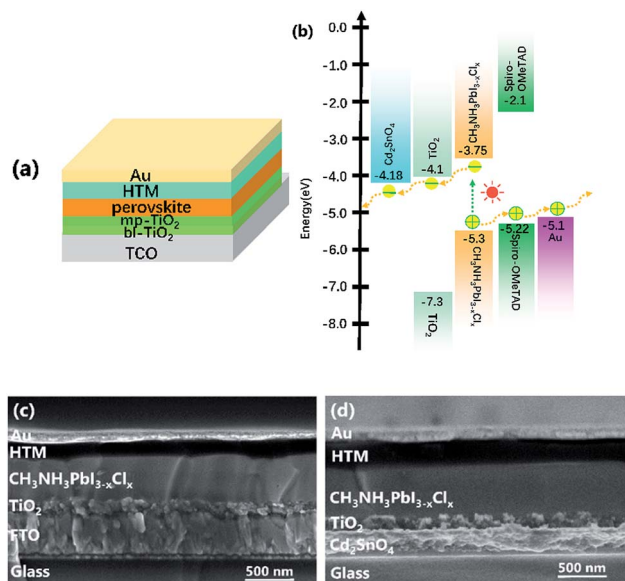 (a)
Au
HTM
perovskite
mp-TiO2
bl-TiO2
TCO
(b)
Energy(eV)
0.0
-1.0
-2.0
-3.0
-4.0
-5.0
-6.0
-7.0
-8.0
Cd2SnO4
-4.18
TiO2
-4.1
CH3NH3PbI3-xClx
-3.75
Spiro-
OMeTAD
-2.1
-7.3
TiO2
-5.3
CH3NH3PbI3-xClx
-5.22
Spiro-OMeTAD
-5.1
Au
(c)
Au
HTM
CH3NH3PbI3-xClx
TiO2
FTO
Glass
500 nm
(d)
Au
HTM
CH3NH3PbI3-xClx
TiO2
Cd2SnO4
Glass
500 nm